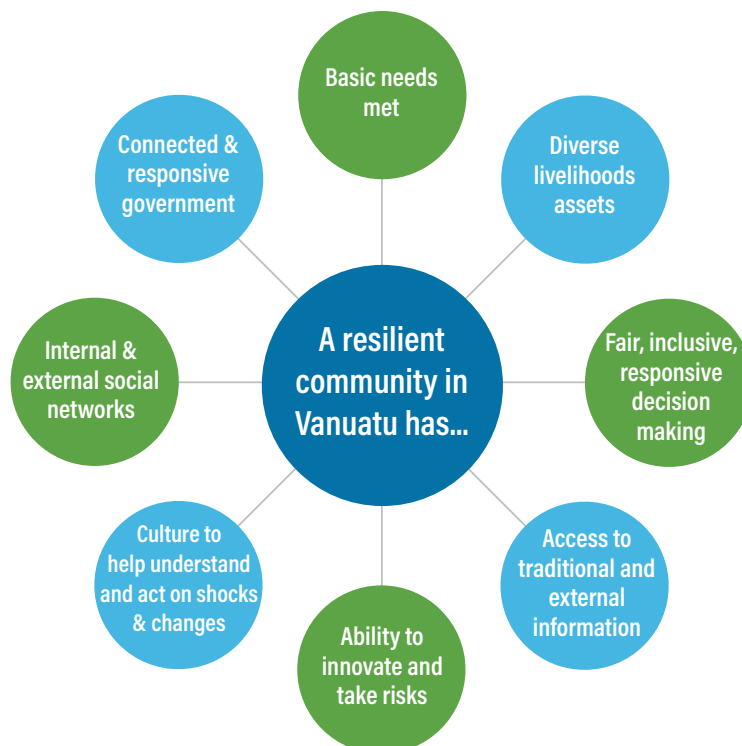 Basic needs
met
Connected &
responsive
government
Diverse
livelihoods
assets
Internal &
external social
networks
A resilient
community in
Vanuatu has...
Fair, inclusive,
responsive
decision
making
Culture to
help understand
and act on shocks
& changes
Access to
traditional and
external
information
Ability to
innovate and
take risks